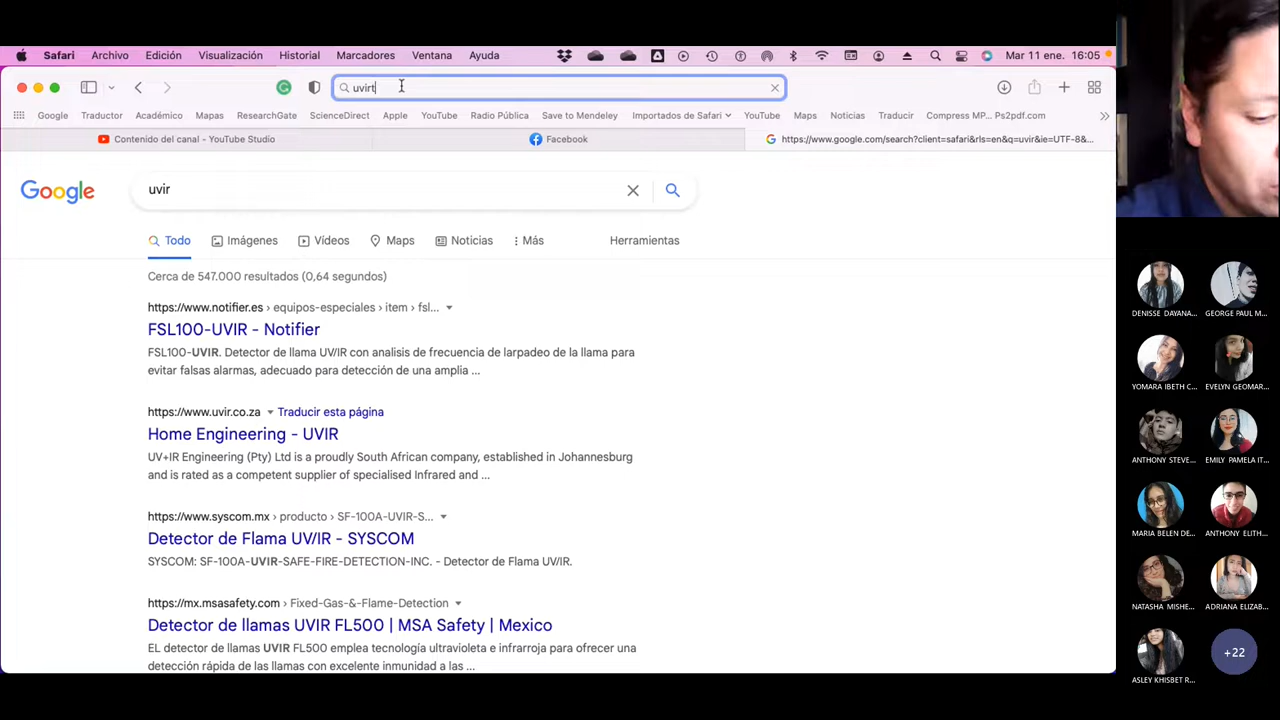 Safari Archivo Edición Visualización Historial Marcadores Ventana Ayuda Mar 11 ene. 16:05
uvirt
Google Traductor Académico Mapas ResearchGate ScienceDirect Apple YouTube Radio Pública Save to Mendeley Importados de Safari YouTube Maps Noticias Traducir Compress MP... Ps2pdf.com
Contenido del canal - YouTube Studio Facebook https://www.google.com/search?client=safari&rls=en&q=uvir&ie=UTF-8&...
Google uvir
Todo Imágenes Vídeos Maps Noticias Más Herramientas
Cerca de 547.000 resultados (0,64 segundos)
https://www.notifier.es › equipos-especiales › item › fsl...
FSL100-UVIR - Notifier
FSL100-UVIR. Detector de llama UV/IR con analisis de frecuencia de larpadeo de la llama para
evitar falsas alarmas, adecuado para detección de una amplia ...
https://www.uvir.co.za Traducir esta página
Home Engineering - UVIR
UV+IR Engineering (Pty) Ltd is a proudly South African company, established in Johannesburg
and is rated as a competent supplier of specialised Infrared and ...
https://www.syscom.mx › producto › SF-100A-UVIR-S...
Detector de Flama UV/IR - SYSCOM
SYSCOM: SF-100A-UVIR-SAFE-FIRE-DETECTION-INC. - Detector de Flama UV/IR.
https://mx.msasafety.com › Fixed-Gas-&-Flame-Detection
Detector de llamas UVIR FL500 | MSA Safety | Mexico
EL detector de llamas UVIR FL500 emplea tecnología ultravioleta e infrarroja para ofrecer una
detección rápida de las llamas con excelente inmunidad a las ...
DENISSE DAYANA... GEORGE PAUL M...
YOMARA IBETH C... EVELYN GEOMAR...
ANTHONY STEVE... EMILY PAMELA IT...
MARIA BELEN DE... ANTHONY ELITH...
NATASHA MISHE... ADRIANA ELIZAB...
ASLEY KHISBET R... +22